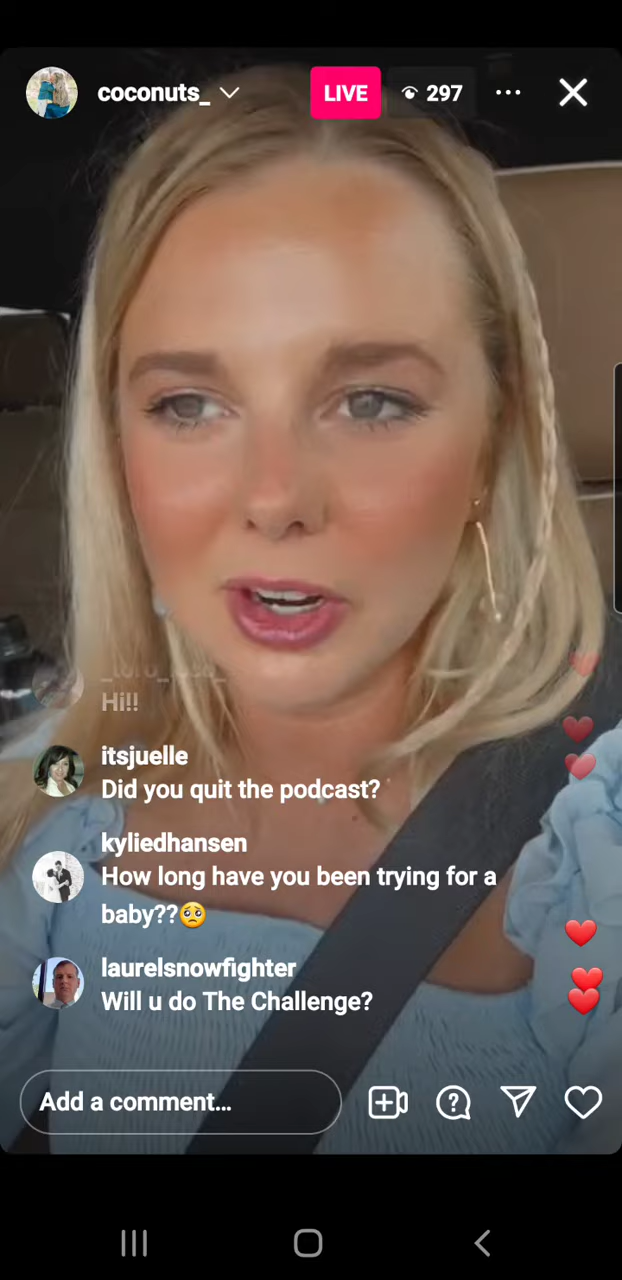 coconuts_
LIVE
297
Hi!!
itsjuelle
Did you quit the podcast?
kyliedhansen
How long have you been trying for a
baby??🥺
laurelsnowfighter
Will u do The Challenge?
Add a comment...